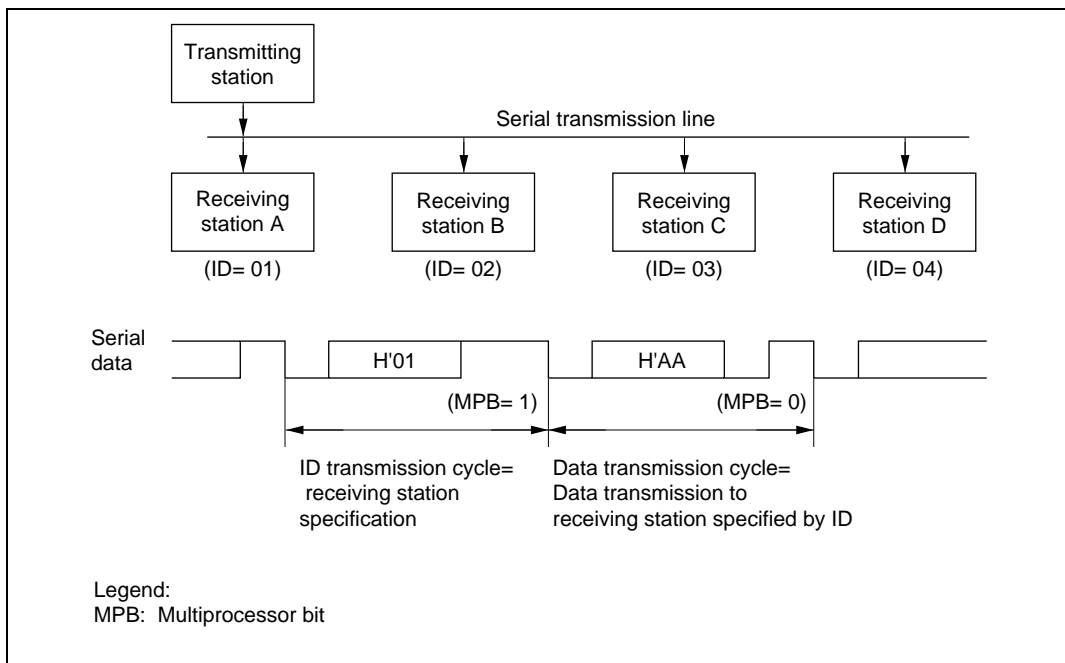 Transmitting
station
Serial transmission line
Receiving
station A
Receiving
station B
Receiving
station C
Receiving
station D
(ID= 01)
(ID= 02)
(ID= 03)
(ID= 04)
Serial
data
H'01
H'AA
(MPB= 1)
(MPB= 0)
ID transmission cycle=
receiving station
specification
Data transmission cycle=
Data transmission to
receiving station specified by ID
Legend:
MPB: Multiprocessor bit